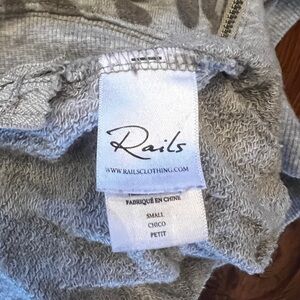 Rails
WWW.RAILSCLOTHING.COM
FABRIQUÉ EN CHINE
SMALL
CHICO
PETIT